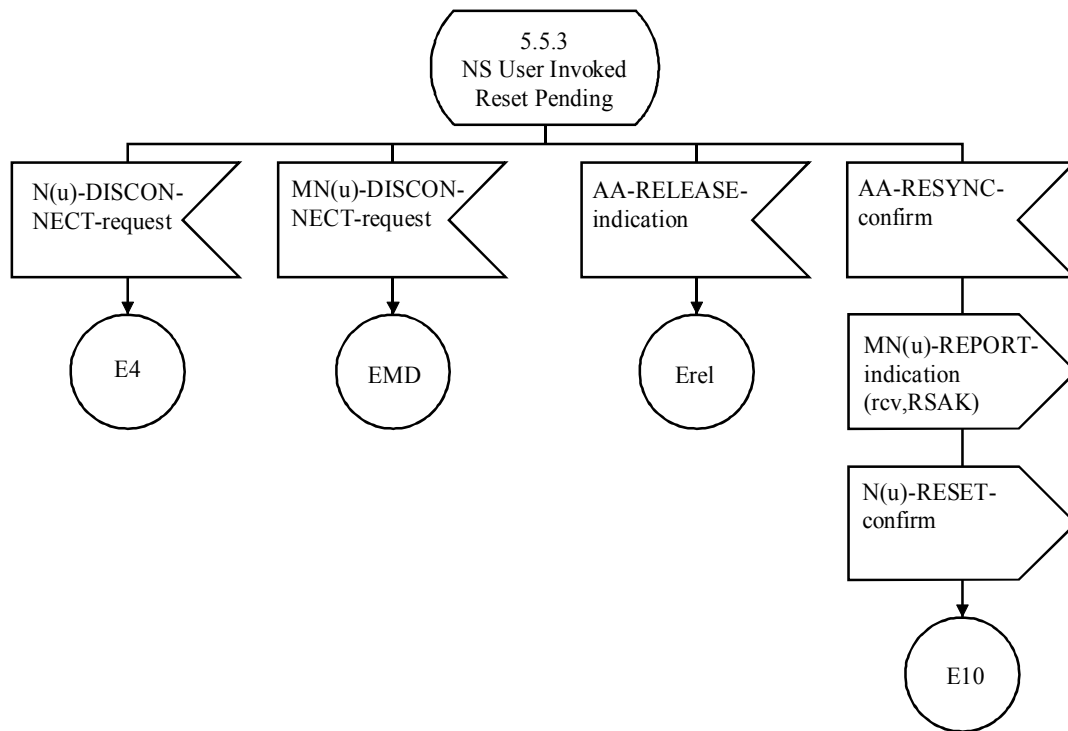 5.5.3
NS User Invoked
Reset Pending
N(u)-DISCON-
NECT-request
MN(u)-DISCON-
NECT-request
AA-RELEASE-
indication
AA-RESYNC-
confirm
E4
EMD
Erel
MN(u)-REPORT-
indication
(rcv,RSAK)
N(u)-RESET-
confirm
E10